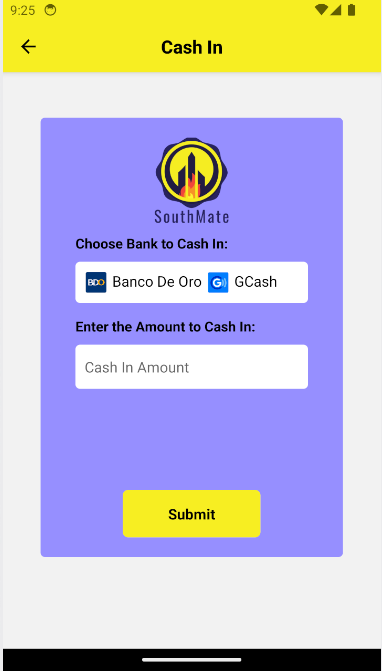 9:25
Cash In
SouthMate
Choose Bank to Cash In:
BDO Banco De Oro G GCash
Enter the Amount to Cash In:
Cash In Amount
Submit